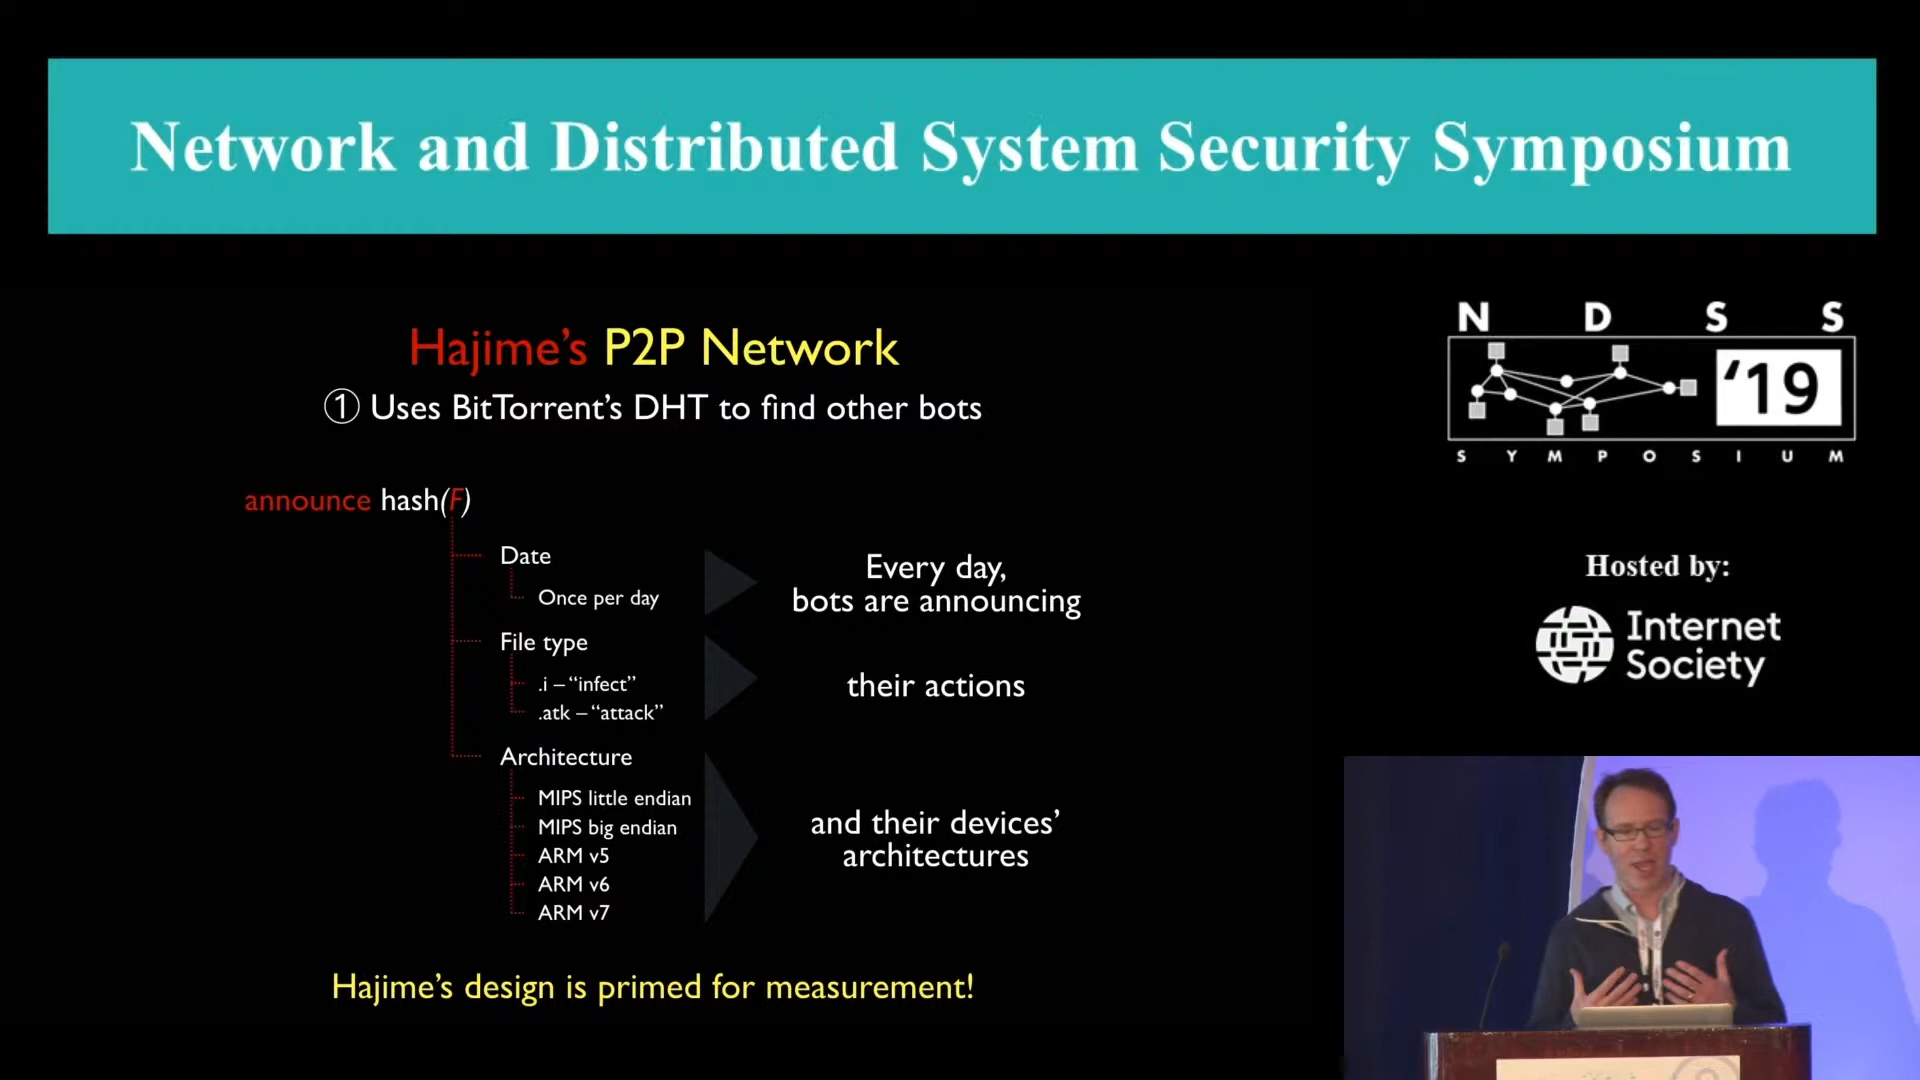 Network and Distributed System Security Symposium
N D S S
'19
S Y M P O S I U M
Hosted by:
Internet
Society
Hajime's P2P Network
① Uses BitTorrent's DHT to find other bots
announce hash(F)
Date
Once per day
Every day,
bots are announcing
File type
.i – “infect”
.atk – “attack”
their actions
Architecture
MIPS little endian
MIPS big endian
ARM v5
ARM v6
ARM v7
and their devices’
architectures
Hajime’s design is primed for measurement!